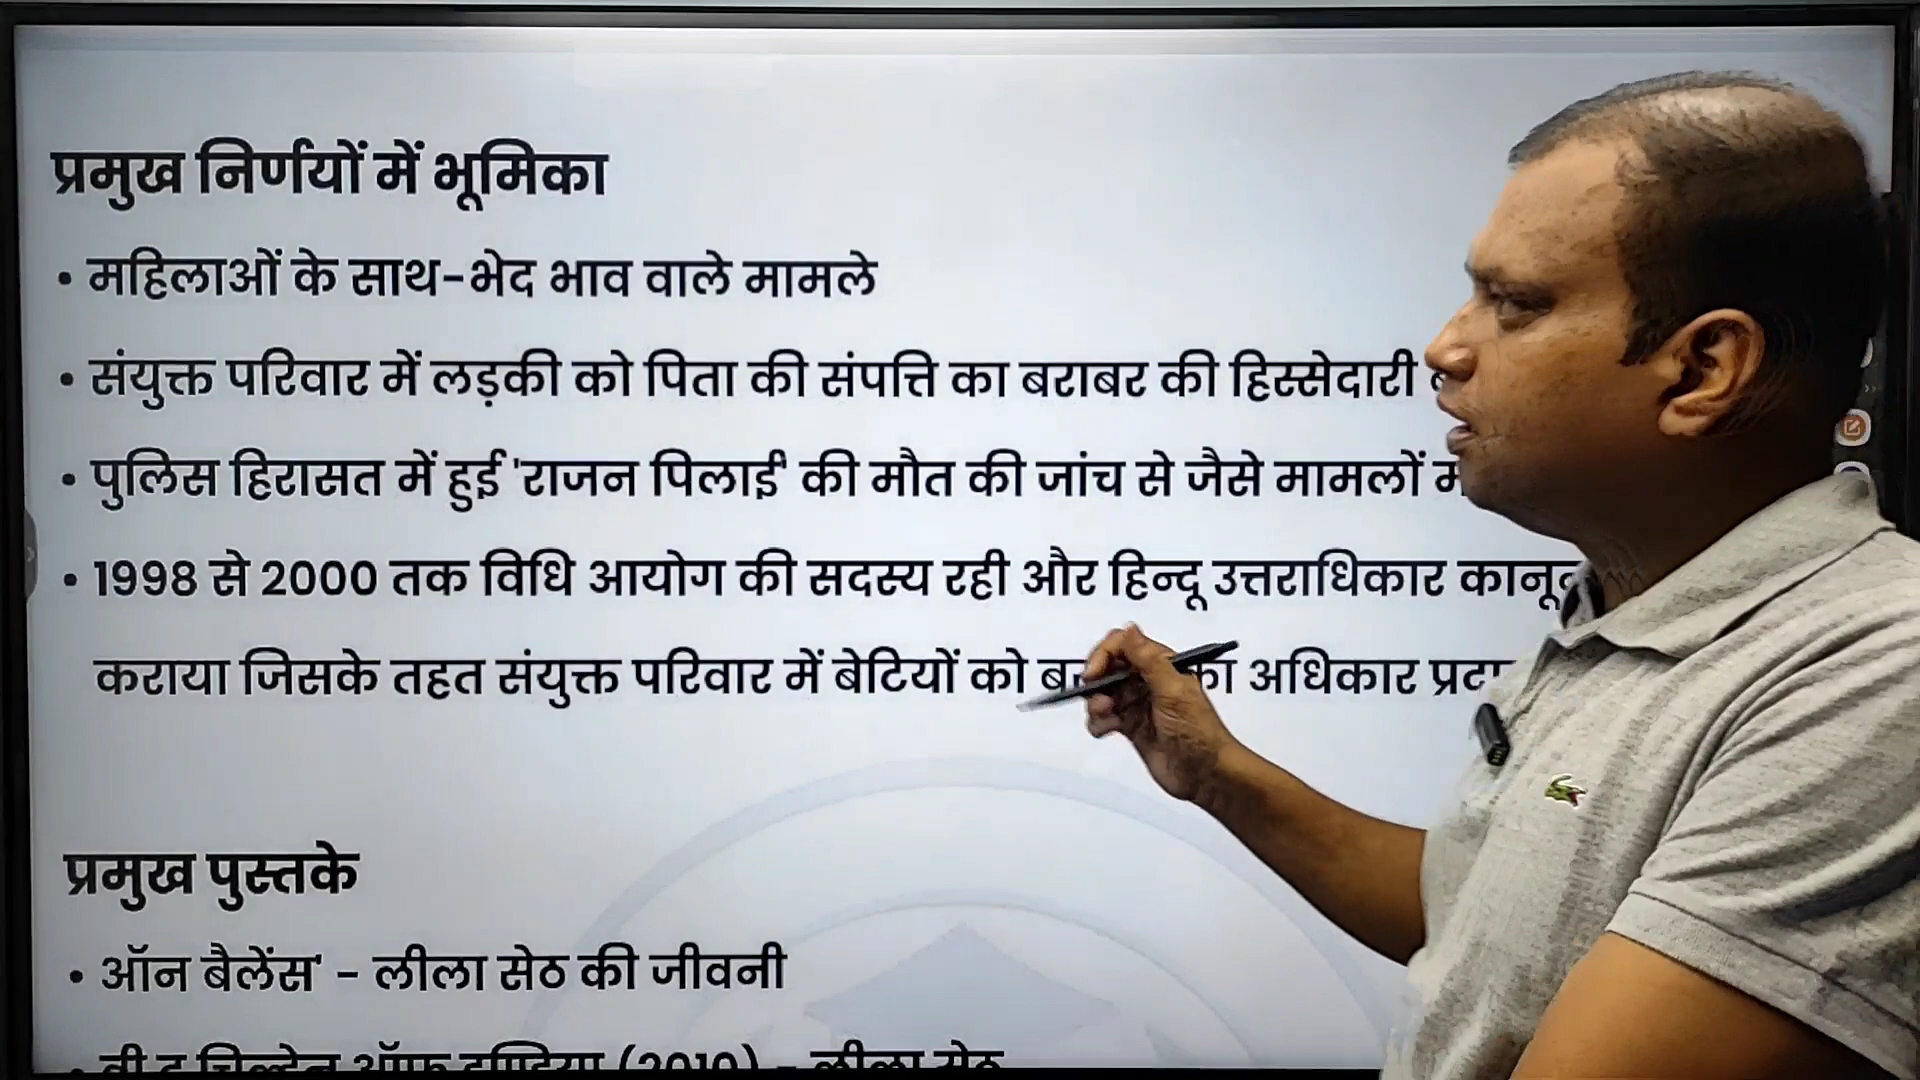 प्रमुख निर्णयों में भूमिका
• महिलाओं के साथ-भेद भाव वाले मामले
• संयुक्त परिवार में लड़की को पिता की संपत्ति का बराबर की हिस्सेदारी
• पुलिस हिरासत में हुई 'राजन पिलाई' की मौत की जांच से जैसे मामलों
• 1998 से 2000 तक विधि आयोग की सदस्य रही और हिन्दू उत्तराधिकार
कराया जिसके तहत संयुक्त परिवार में बेटियों को अधिकार
प्रमुख पुस्तके
• ऑन बैलेंस' - लीला सेठ की जीवनी